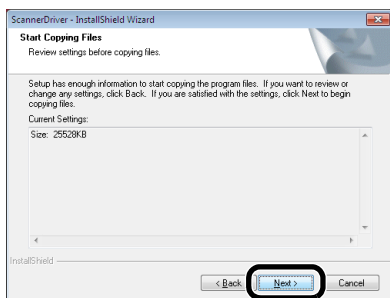 ScannerDriver - InstallShield Wizard
Start Copying Files
Review settings before copying files.
Setup has enough information to start copying the program files. If you want to review or
change any settings, click Back. If you are satisfied with the settings, click Next to begin
copying files.
Current Settings:
Size: 25528KB
InstallShield
< Back
Next >
Cancel